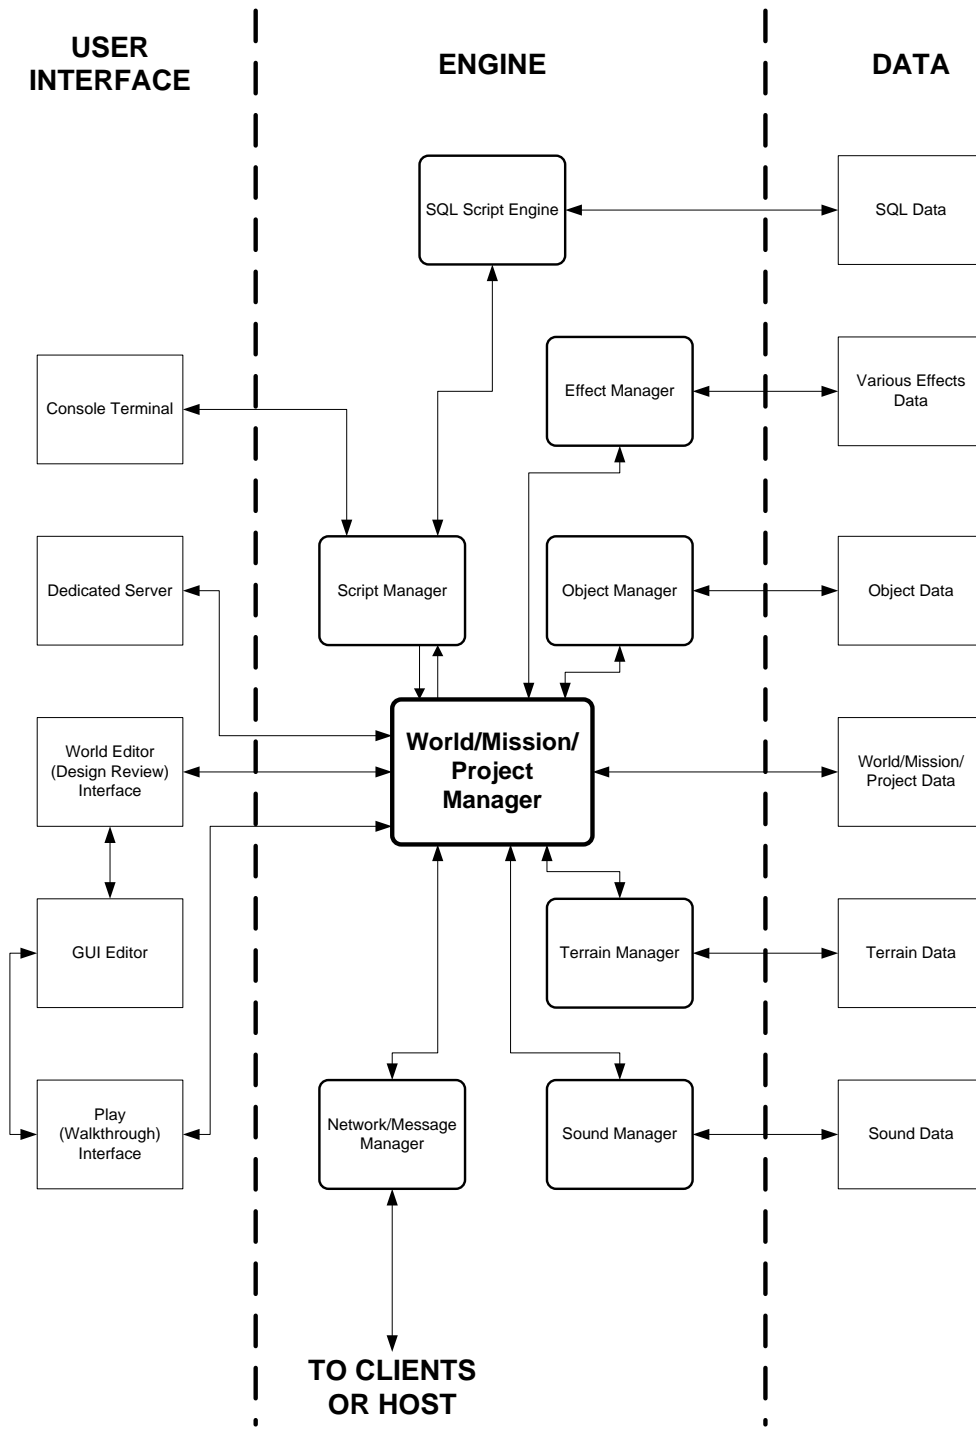 USER
INTERFACE
ENGINE
DATA
SQL Script Engine
SQL Data
Effect Manager
Various Effects
Data
Console Terminal
Dedicated Server
Script Manager
Object Manager
Object Data
World Editor
(Design Review)
Interface
World/Mission/
Project
Manager
World/Mission/
Project Data
GUI Editor
Terrain Manager
Terrain Data
Play
(Walkthrough)
Interface
Network/Message
Manager
Sound Manager
Sound Data
TO CLIENTS
OR HOST